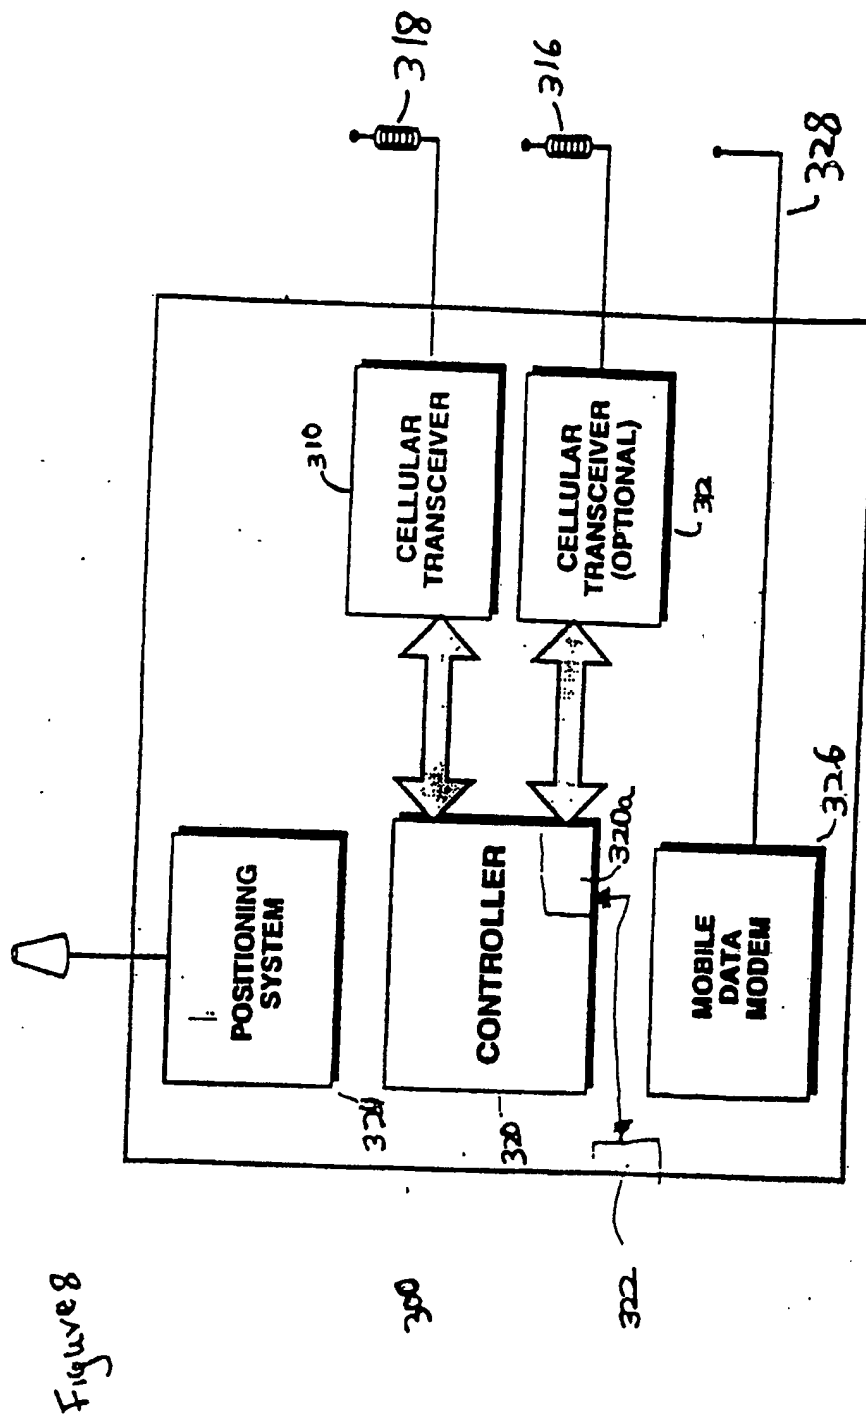 Figure 8
300
POSITIONING
SYSTEM
324
CONTROLLER
320
320a
322
CELLULAR
TRANSCEIVER
310
318
CELLULAR
TRANSCEIVER
(OPTIONAL)
312
316
MOBILE
DATA
MODEM
326
328